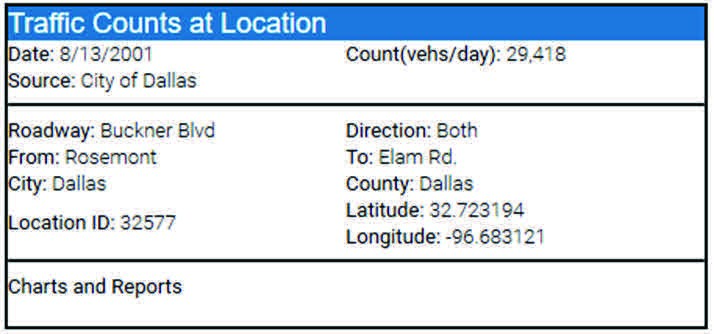 Traffic Counts at Location
Date: 8/13/2001 Count(vehs/day): 29,418
Source: City of Dallas
Roadway: Buckner Blvd Direction: Both
From: Rosemont To: Elam Rd.
City: Dallas County: Dallas
Location ID: 32577 Latitude: 32.723194
Longitude: -96.683121
Charts and Reports